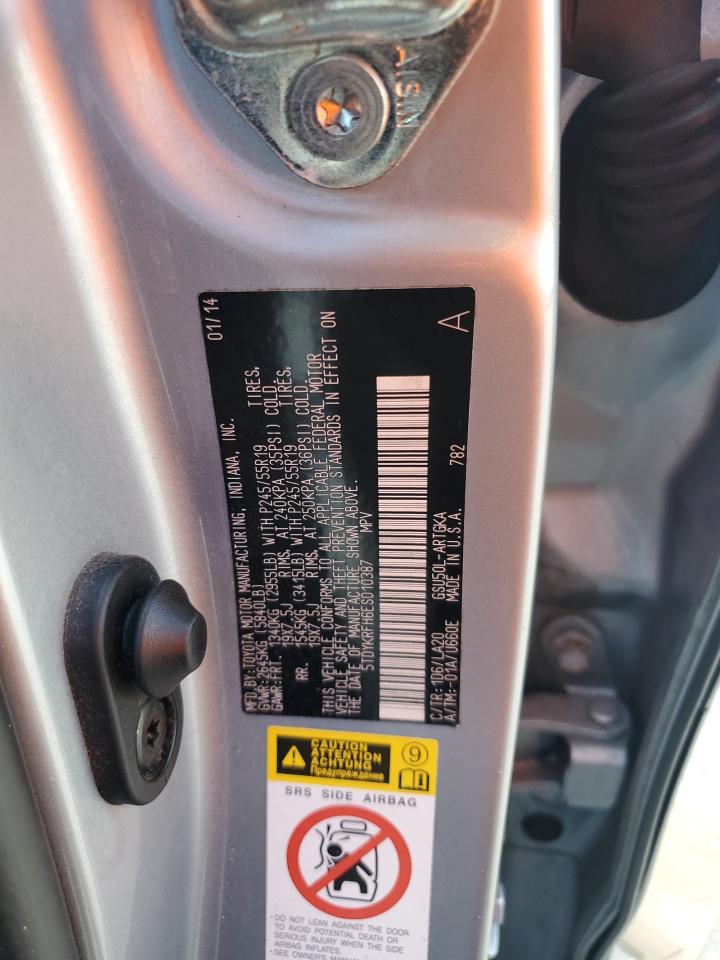 MFD.BY:TOYOTA MOTOR MANUFACTURING, INDIANA, INC. 01/14
GVWR:2645KG (5840LB)
GAWR:FRT. 1340KG (2955LB) WITH P245/55R19 TIRES,
19X7.5J RIMS, AT 240KPA (35PSI) COLD.
RR. 1545KG (3415LB) WITH P245/55R19 TIRES,
19X7.5J RIMS, AT 250KPA (36PSI) COLD.
THIS VEHICLE CONFORMS TO ALL APPLICABLE FEDERAL MOTOR
VEHICLE SAFETY AND THEFT PREVENTION STANDARDS IN EFFECT ON
THE DATE OF MANUFACTURE SHOWN ABOVE.
5TDYKRFH6ES010387 MPV
C/TR:1D6/LA20 GSU50L-ARTGKA 782
A/TM:-01A/U660E MADE IN U.S.A. A
CAUTION
ATTENTION
ACHTUNG
Предупреждение
9
SRS SIDE AIRBAG
• DO NOT LEAN AGAINST THE DOOR
TO AVOID POTENTIAL DEATH OR
SERIOUS INJURY WHEN THE SIDE
AIRBAG INFLATES.
• SEE OWNER'S